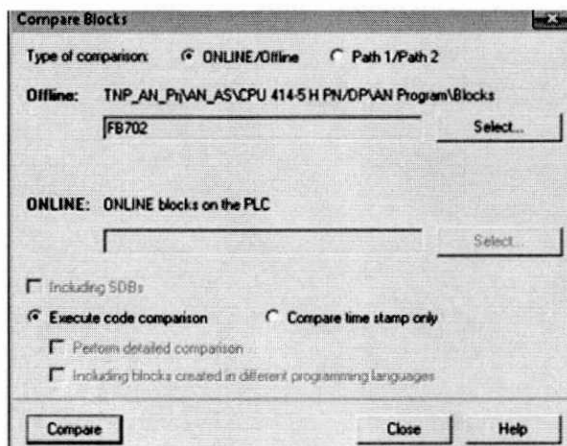 Compare Blocks
Type of comparison: ONLINE/Offline Path 1/Path 2
Offline: TNP_AN_Prj\AN_AS\CPU 414-5 H PN/DP\AN Program\Blocks
FB702 Select...
ONLINE: ONLINE blocks on the PLC
Select...
Including SDBs
Execute code comparison Compare time stamp only
Perform detailed comparison
Including blocks created in different programming languages
Compare Close Help